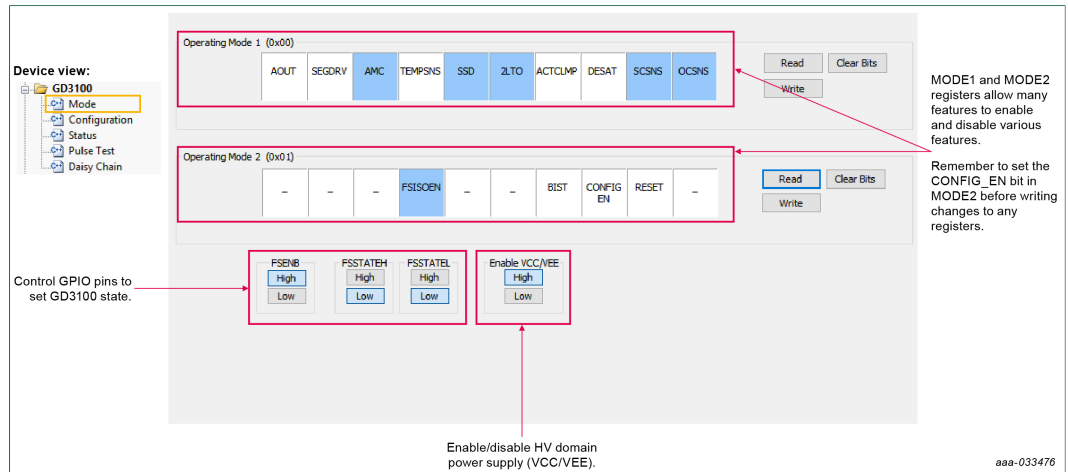 Device view:
GD3100
Mode
Configuration
Status
Pulse Test
Daisy Chain
Operating Mode 1 (0x00)
AOUT SEGDRV AMC TEMPSNS SSD 2LTO ACTCLMP DESAT SCSNS OCSNS
Read Clear Bits
Write
Operating Mode 2 (0x01)
– – – FSISOEN – – BIST CONFIG EN RESET –
Read Clear Bits
Write
FSENB FSSTATEH FSSTATEL Enable VCC/VEE
High High High High
Low Low Low Low
MODE1 and MODE2
registers allow many
features to enable
and disable various
features.
Remember to set the
CONFIG_EN bit in
MODE2 before writing
changes to any
registers.
Control GPIO pins to
set GD3100 state.
Enable/disable HV domain
power supply (VCC/VEE).
aaa-033476